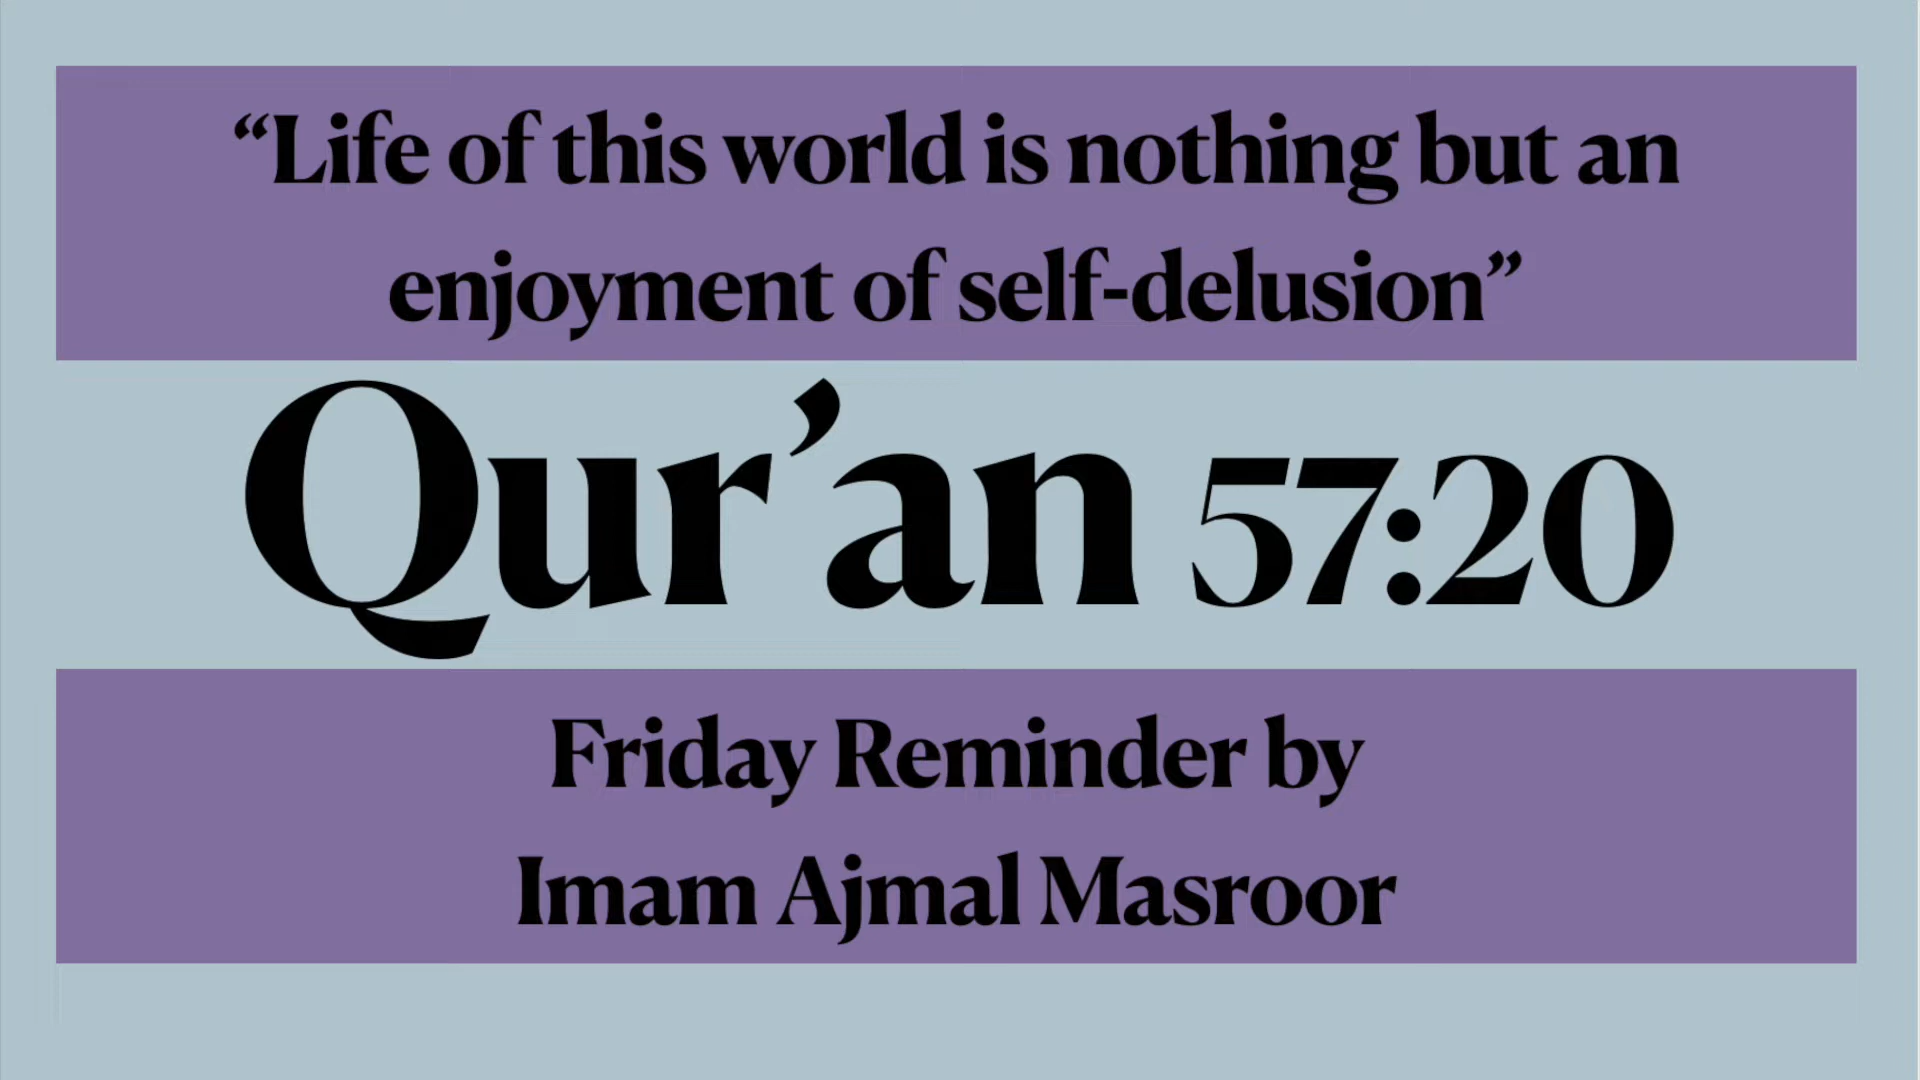 “Life of this world is nothing but an
enjoyment of self-delusion”
Qur’an 57:20
Friday Reminder by
Imam Ajmal Masroor